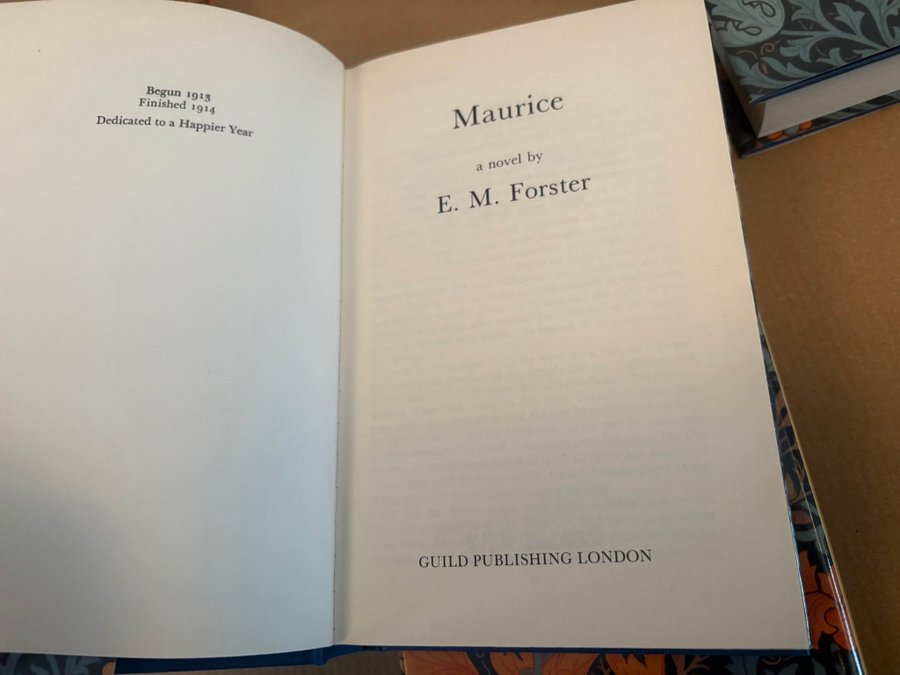 Begun 1913
Finished 1914
Dedicated to a Happier Year
Maurice
a novel by
E. M. Forster
GUILD PUBLISHING LONDON